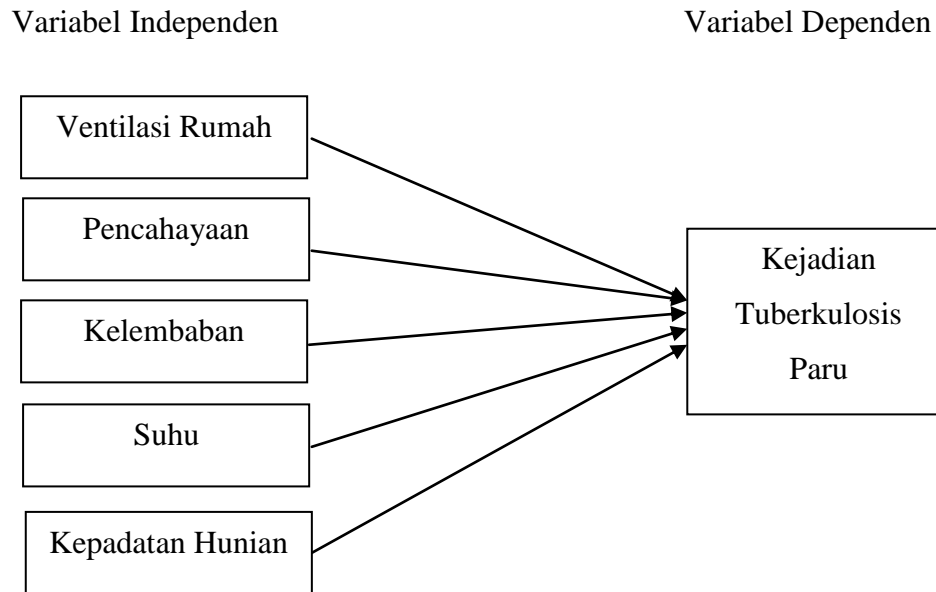 Variabel Independen
Variabel Dependen
Ventilasi Rumah
Pencahayaan
Kelembaban
Suhu
Kepadatan Hunian
Kejadian
Tuberkulosis
Paru